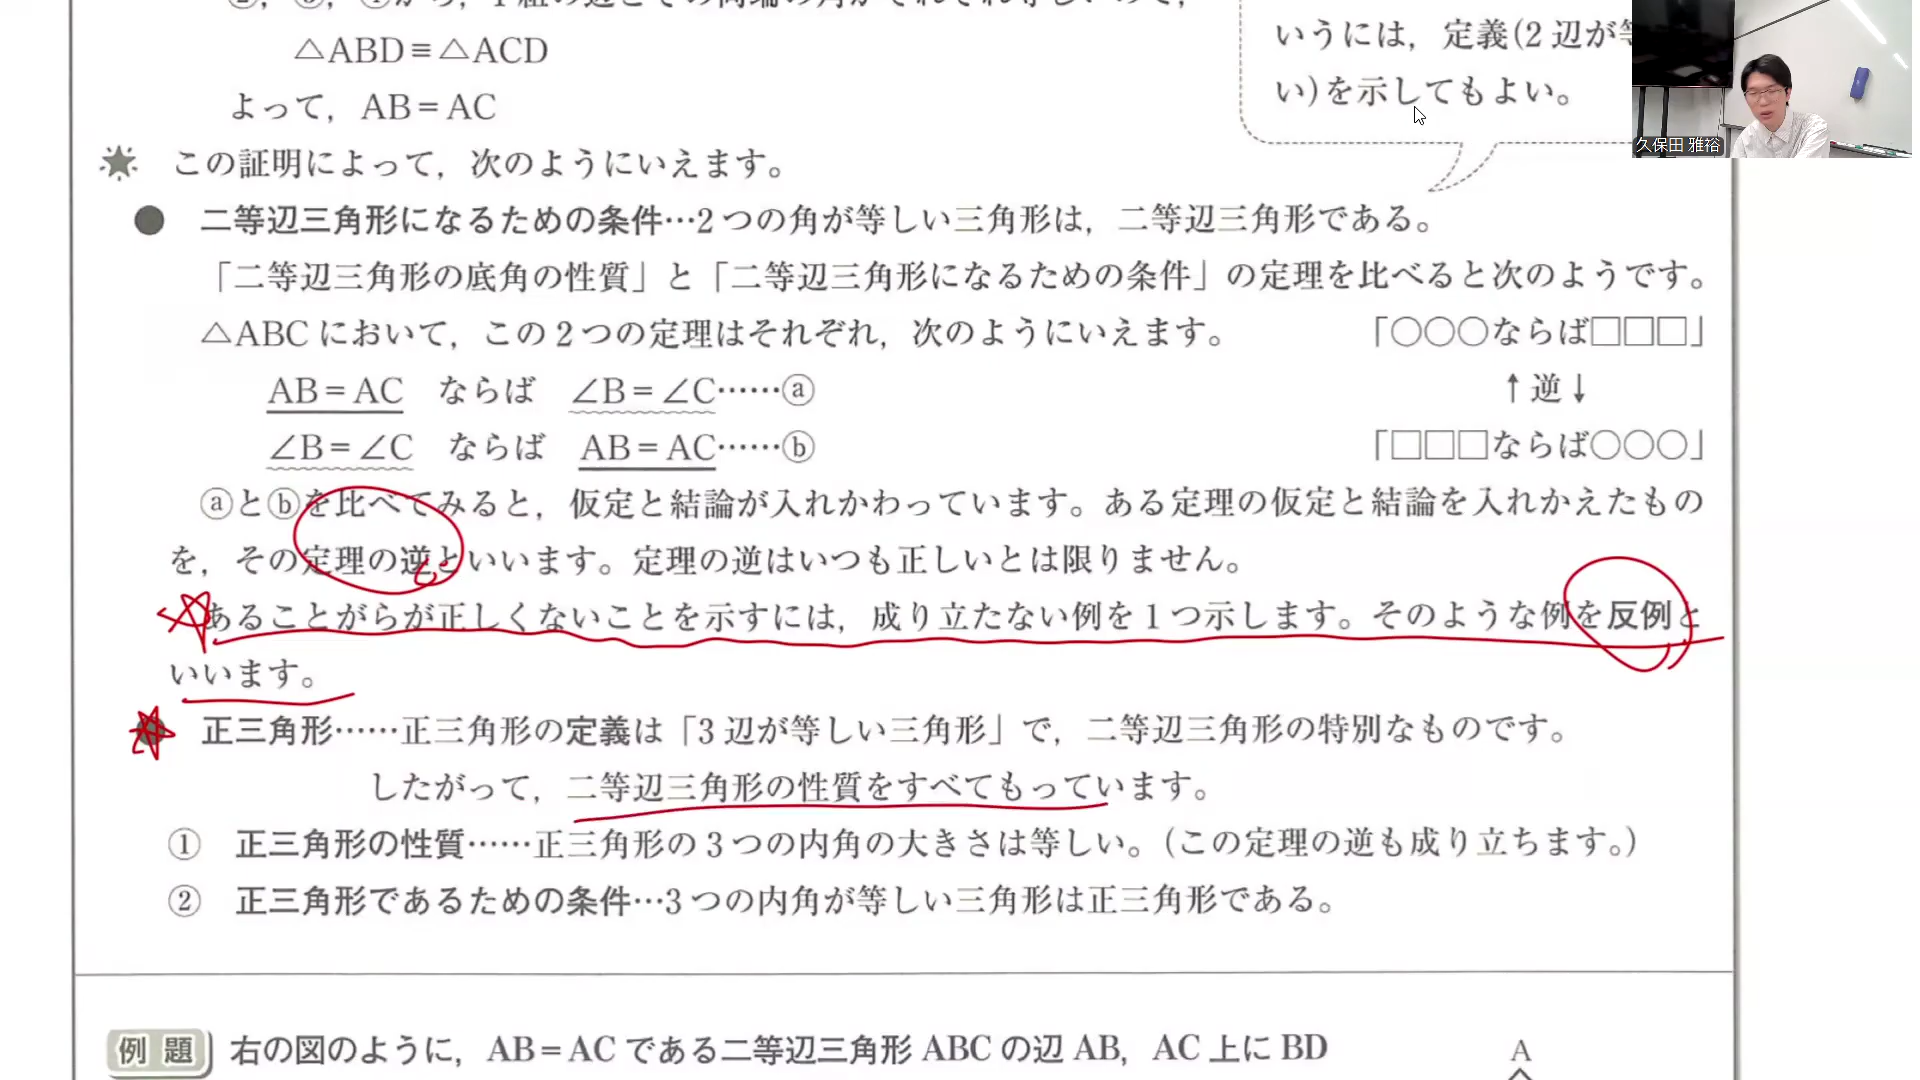 △ABD≡△ACD
よって，AB＝AC
この証明によって，次のようにいえます。
いうには，定義(2辺が等
い)を示してもよい。
久保田 雅裕
● 二等辺三角形になるための条件…2つの角が等しい三角形は，二等辺三角形である。
「二等辺三角形の底角の性質」と「二等辺三角形になるための条件」の定理を比べると次のようです。
△ABCにおいて，この2つの定理はそれぞれ，次のようにいえます。
AB＝AC ならば ∠B＝∠C……ⓐ
∠B＝∠C ならば AB＝AC……ⓑ
「○○○ならば□□□」
↑逆↓
「□□□ならば○○○」
ⓐとⓑを比べてみると，仮定と結論が入れかわっています。ある定理の仮定と結論を入れかえたもの
を，その定理の逆といいます。定理の逆はいつも正しいとは限りません。
あることがらが正しくないことを示すには，成り立たない例を1つ示します。そのような例を反例と
いいます。
正三角形……正三角形の定義は「3辺が等しい三角形」で，二等辺三角形の特別なものです。
したがって，二等辺三角形の性質をすべてもっています。
① 正三角形の性質……正三角形の3つの内角の大きさは等しい。(この定理の逆も成り立ちます。)
② 正三角形であるための条件…3つの内角が等しい三角形は正三角形である。
例題 右の図のように，AB＝ACである二等辺三角形ABCの辺AB，AC上にBD
A